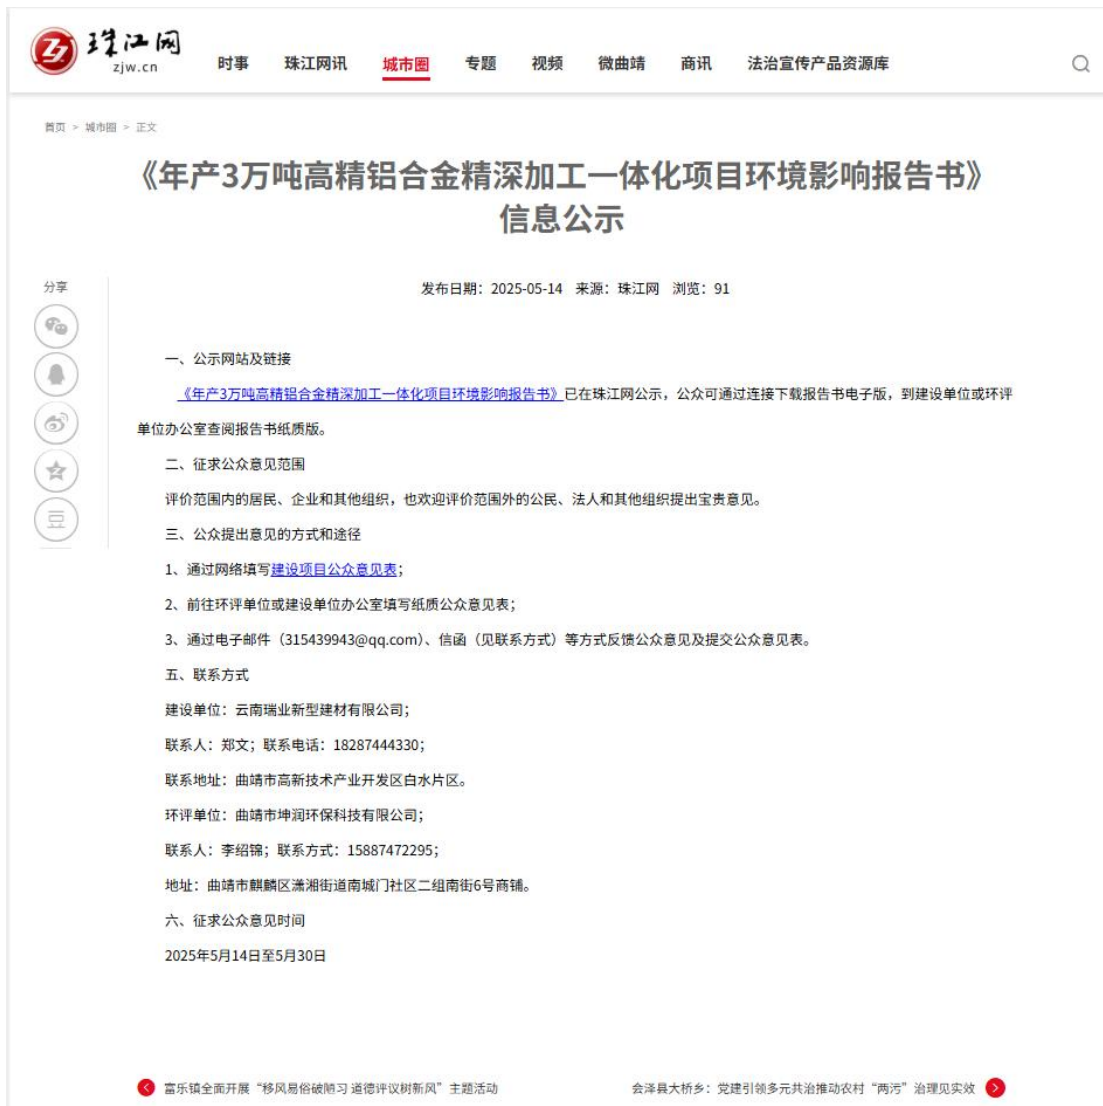 珠江网
zjw.cn
时事 珠江网讯 城市圈 专题 视频 微曲靖 商讯 法治宣传产品资源库
首页 > 城市圈 > 正文
《年产3万吨高精铝合金精深加工一体化项目环境影响报告书》
信息公示
分享
发布日期：2025-05-14 来源：珠江网 浏览：91
一、公示网站及链接
《年产3万吨高精铝合金精深加工一体化项目环境影响报告书》已在珠江网公示，公众可通过连接下载报告书电子版，到建设单位或环评
单位办公室查阅报告书纸质版。
二、征求公众意见范围
评价范围内的居民、企业和其他组织，也欢迎评价范围外的公民、法人和其他组织提出宝贵意见。
三、公众提出意见的方式和途径
1、通过网络填写建设项目公众意见表；
2、前往环评单位或建设单位办公室填写纸质公众意见表；
3、通过电子邮件（315439943@qq.com）、信函（见联系方式）等方式反馈公众意见及提交公众意见表。
五、联系方式
建设单位：云南瑞业新型建材有限公司；
联系人：郑文；联系电话：18287444330；
联系地址：曲靖市高新技术产业开发区白水片区。
环评单位：曲靖市坤润环保科技有限公司；
联系人：李绍锦；联系方式：15887472295；
地址：曲靖市麒麟区潇湘街道南城门社区二组南街6号商铺。
六、征求公众意见时间
2025年5月14日至5月30日
富乐镇全面开展“移风易俗破陋习 道德评议树新风”主题活动
会泽县大桥乡：党建引领多元共治推动农村“两污”治理见实效
豆